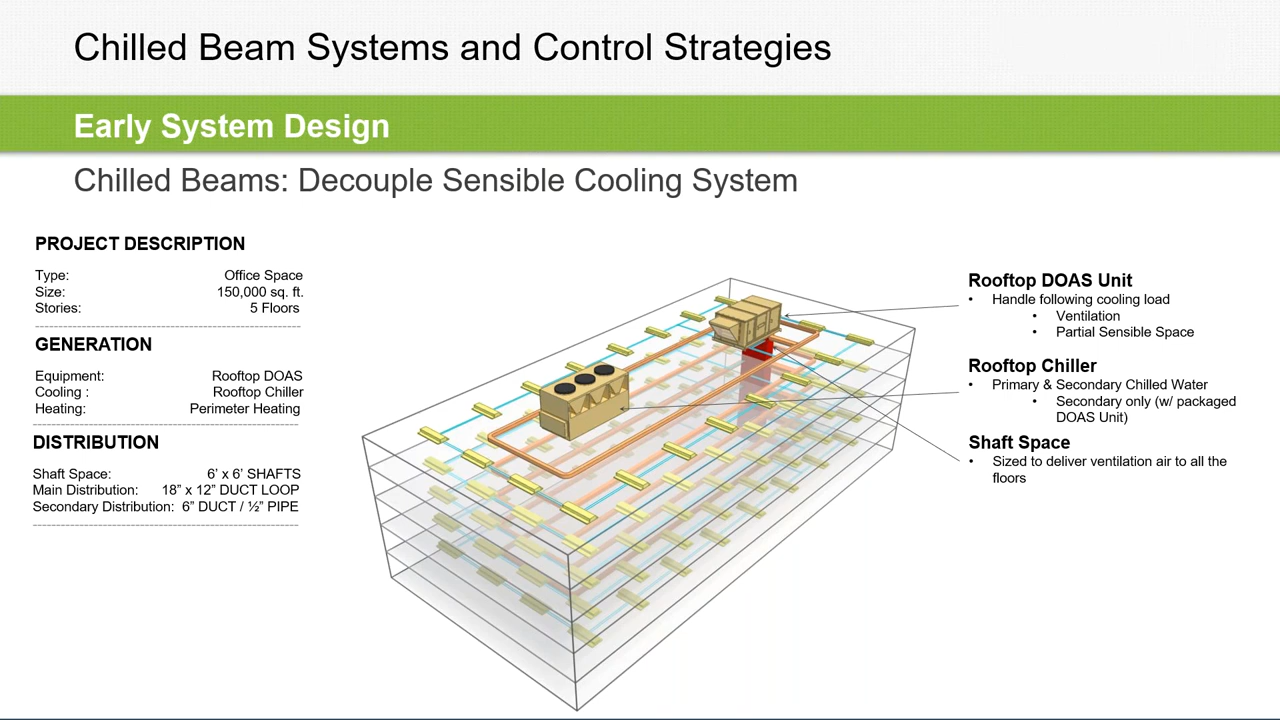 Chilled Beam Systems and Control Strategies
Early System Design
Chilled Beams: Decouple Sensible Cooling System
PROJECT DESCRIPTION
Type: Office Space
Size: 150,000 sq. ft.
Stories: 5 Floors
GENERATION
Equipment: Rooftop DOAS
Cooling : Rooftop Chiller
Heating: Perimeter Heating
DISTRIBUTION
Shaft Space: 6’ x 6’ SHAFTS
Main Distribution: 18” x 12” DUCT LOOP
Secondary Distribution: 6” DUCT / ½” PIPE
Rooftop DOAS Unit
• Handle following cooling load
• Ventilation
• Partial Sensible Space
Rooftop Chiller
• Primary & Secondary Chilled Water
• Secondary only (w/ packaged
DOAS Unit)
Shaft Space
• Sized to deliver ventilation air to all the
floors